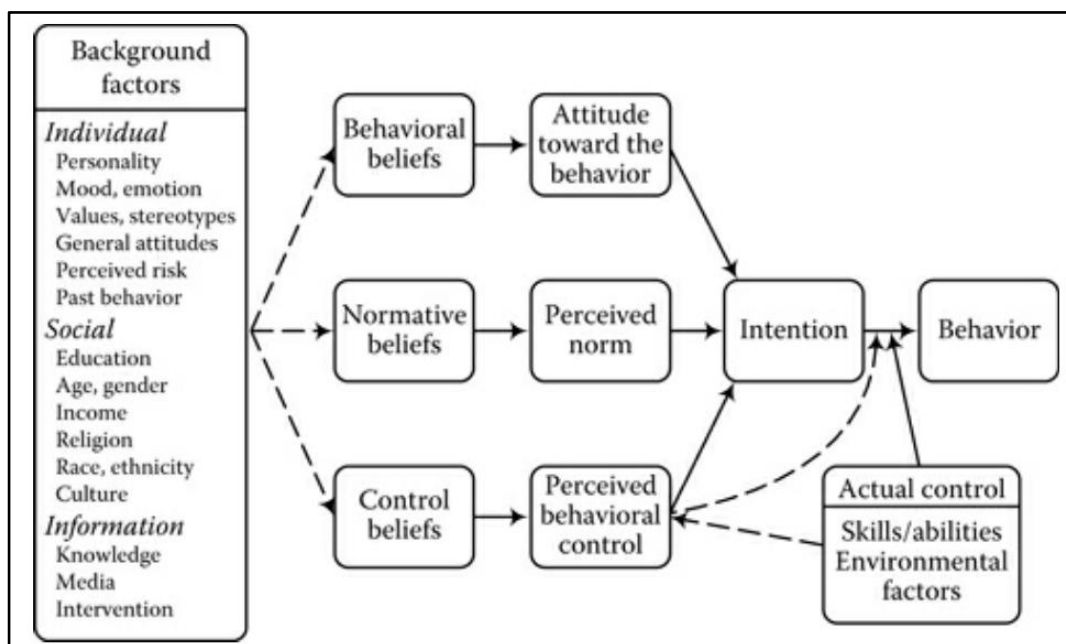 Background
factors
Individual
Personality
Mood, emotion
Values, stereotypes
General attitudes
Perceived risk
Past behavior
Social
Education
Age, gender
Income
Religion
Race, ethnicity
Culture
Information
Knowledge
Media
Intervention
Behavioral
beliefs
Attitude
toward the
behavior
Normative
beliefs
Perceived
norm
Intention
Behavior
Control
beliefs
Perceived
behavioral
control
Actual control
Skills/abilities
Environmental
factors